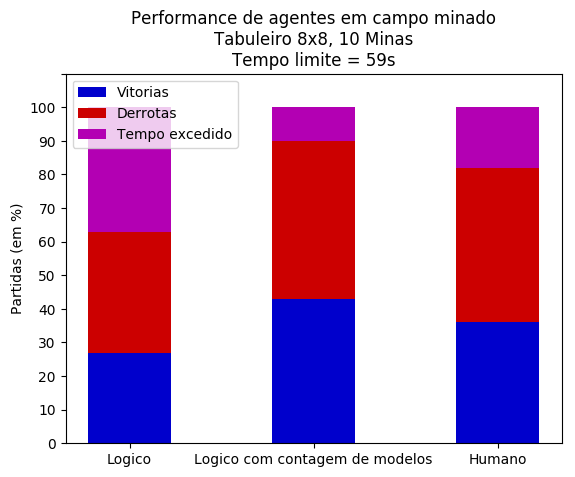 Performance de agentes em campo minado
Tabuleiro 8x8, 10 Minas
Tempo limite = 59s
Vitorias
Derrotas
Tempo excedido
Partidas (em %)
100
90
80
70
60
50
40
30
20
10
0
Logico
Logico com contagem de modelos
Humano